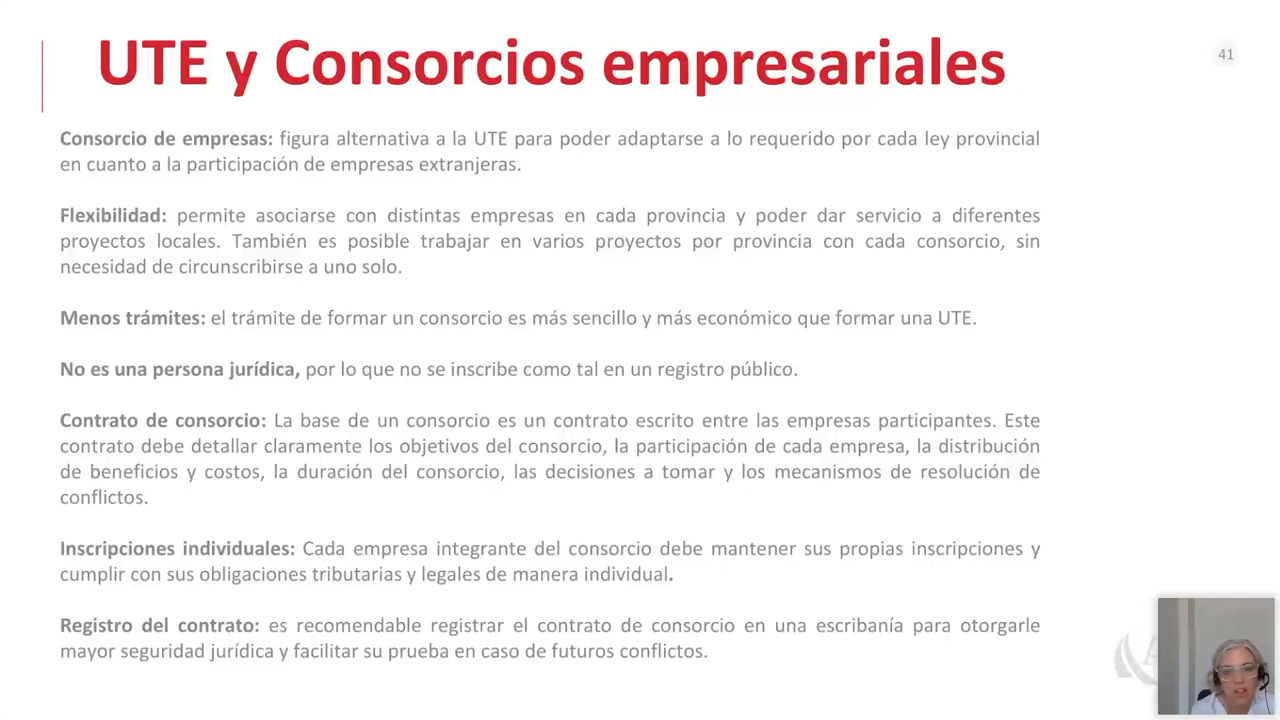 UTE y Consorcios empresariales
41
Consorcio de empresas: figura alternativa a la UTE para poder adaptarse a lo requerido por cada ley provincial
en cuanto a la participación de empresas extranjeras.
Flexibilidad: permite asociarse con distintas empresas en cada provincia y poder dar servicio a diferentes
proyectos locales. También es posible trabajar en varios proyectos por provincia con cada consorcio, sin
necesidad de circunscribirse a uno solo.
Menos trámites: el trámite de formar un consorcio es más sencillo y más económico que formar una UTE.
No es una persona jurídica, por lo que no se inscribe como tal en un registro público.
Contrato de consorcio: La base de un consorcio es un contrato escrito entre las empresas participantes. Este
contrato debe detallar claramente los objetivos del consorcio, la participación de cada empresa, la distribución
de beneficios y costos, la duración del consorcio, las decisiones a tomar y los mecanismos de resolución de
conflictos.
Inscripciones individuales: Cada empresa integrante del consorcio debe mantener sus propias inscripciones y
cumplir con sus obligaciones tributarias y legales de manera individual.
Registro del contrato: es recomendable registrar el contrato de consorcio en una escribanía para otorgarle
mayor seguridad jurídica y facilitar su prueba en caso de futuros conflictos.